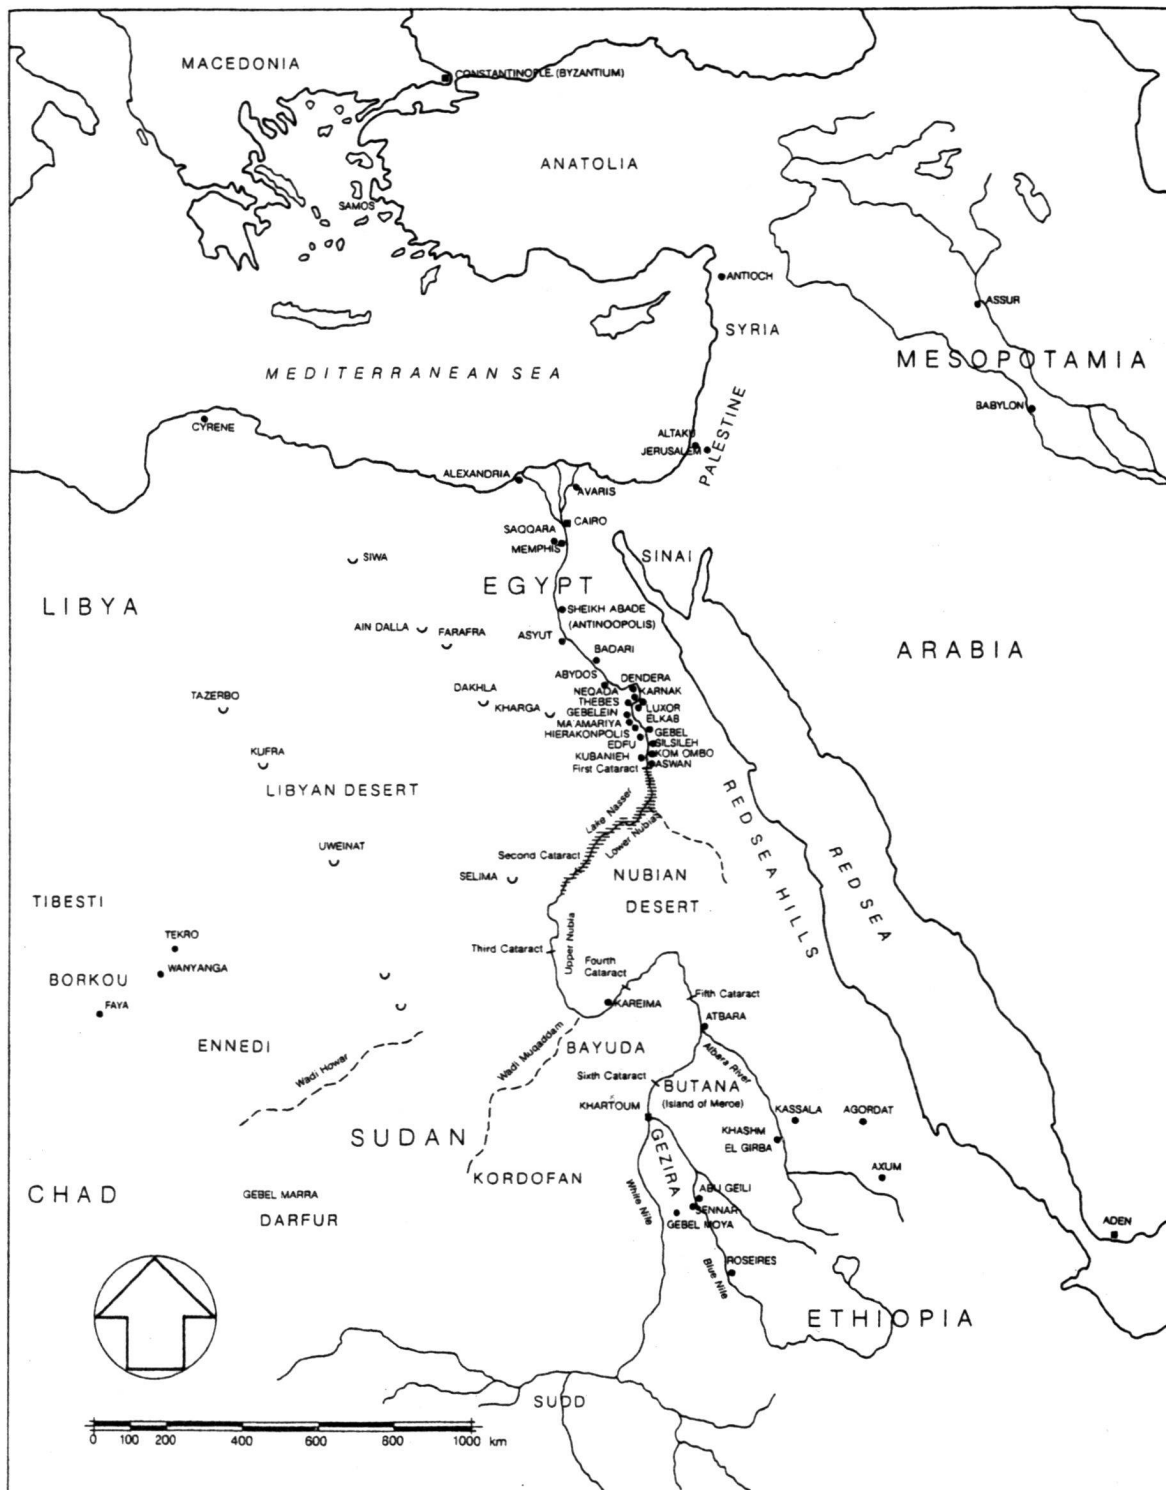 MACEDONIA
CONSTANTINOPLE. (BYZANTIUM)
ANATOLIA
SAMOS
ANTIOCH
ASSUR
SYRIA
MESOPOTAMIA
MEDITERRANEAN SEA
BABYLON
CYRENE
PALESTINE
ALTAKU
JERUSALEM
ALEXANDRIA
AVARIS
CAIRO
SAQQARA
MEMPHIS
SINAI
SIWA
EGYPT
LIBYA
SHEIKH ABADE
(ANTINOOPOLIS)
AIN DALLA
FARAFRA
ASYUT
BADARI
ARABIA
ABYDOS
DENDERA
NEQADA
KARNAK
THEBES
LUXOR
DAKHLA
TAZERBO
KHARGA
GEBELEIN
ELKAB
MA'AMARIYA
HIERAKONPOLIS
GEBEL
SILSILEH
EDFU
KOM OMBO
KUBANIEH
ASWAN
First Cataract
KUFRA
LIBYAN DESERT
Lake Nasser
Lower Nubia
RED SEA HILLS
RED SEA
UWEINAT
Second Cataract
SELIMA
NUBIAN
DESERT
TIBESTI
TEKRO
Third Cataract
Upper Nubia
Fourth
Cataract
WANYANGA
BORKOU
FAYA
KAREIMA
Fifth Cataract
ATBARA
ENNEDI
Wadi Howar
Wadi Muqaddam
BAYUDA
Atbara River
Sixth Cataract
BUTANA
(Island of Meroe)
KHARTOUM
KASSALA
AGORDAT
SUDAN
GEZIRA
KHASHM
EL GIRBA
AXUM
KORDOFAN
CHAD
GEBEL MARRA
DARFUR
White Nile
ABU GEILI
SENNAR
GEBEL MOYA
ADEN
Blue Nile
ROSEIRES
ETHIOPIA
SUDD
0 100 200 400 600 800 1000 km